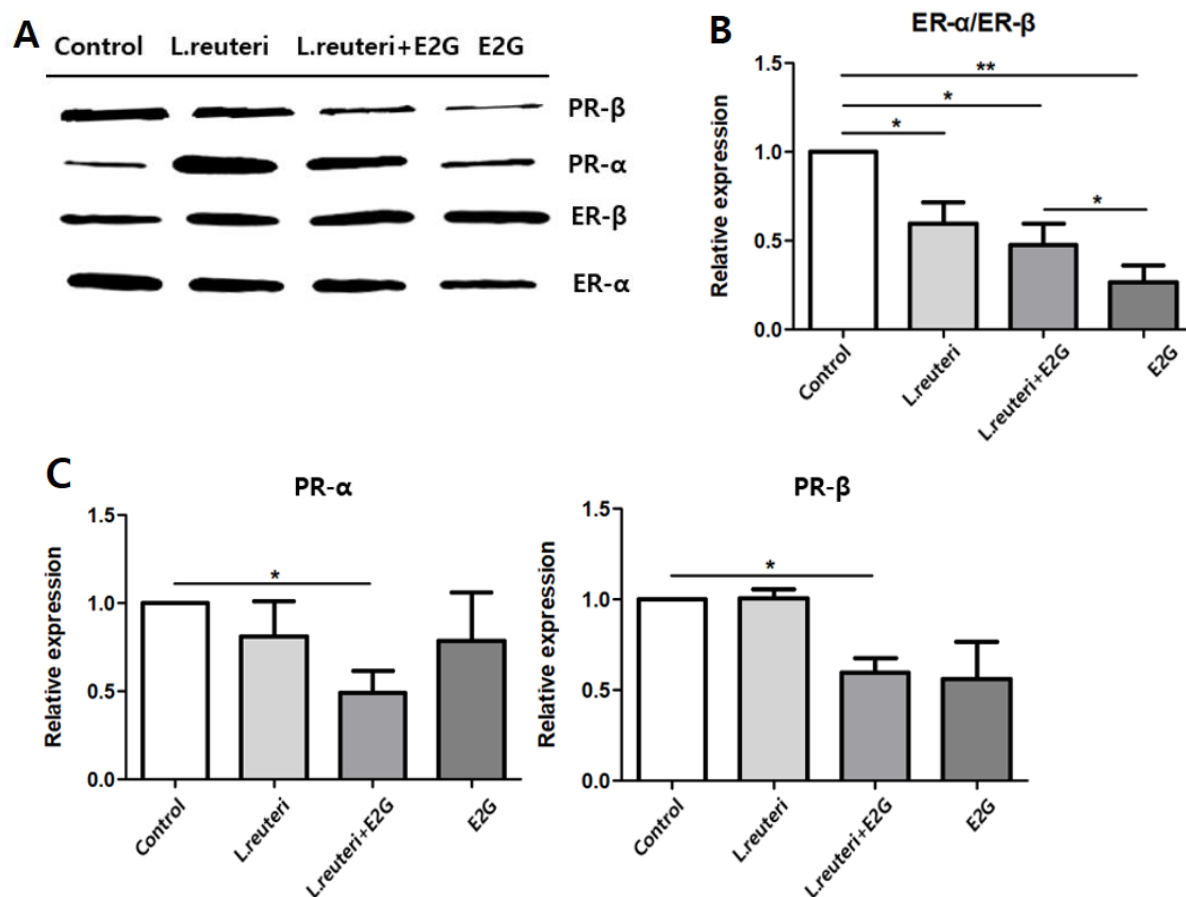 A
Control L.reuteri L.reuteri+E2G E2G
PR-β
PR-α
ER-β
ER-α
B
ER-α/ER-β
Relative expression
1.5
1.0
0.5
0.0
**
*
*
*
Control
L.reuteri
L.reuteri+E2G
E2G
C
PR-α
Relative expression
1.5
1.0
0.5
0.0
*
Control
L.reuteri
L.reuteri+E2G
E2G
PR-β
Relative expression
1.5
1.0
0.5
0.0
*
Control
L.reuteri
L.reuteri+E2G
E2G